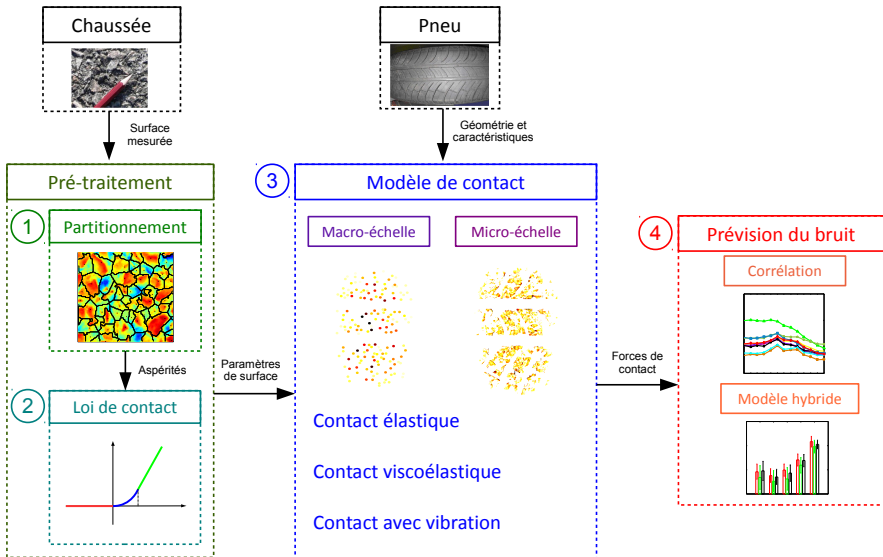 Chaussée
Pneu
Surface
mesurée
Géométrie et
caractéristiques
Pré-traitement
3
Modèle de contact
1
Partitionnement
Macro-échelle
Micro-échelle
4
Prévision du bruit
Corrélation
Aspérités
Paramètres
de surface
Forces de
contact
2
Loi de contact
Modèle hybride
Contact élastique
Contact viscoélastique
Contact avec vibration